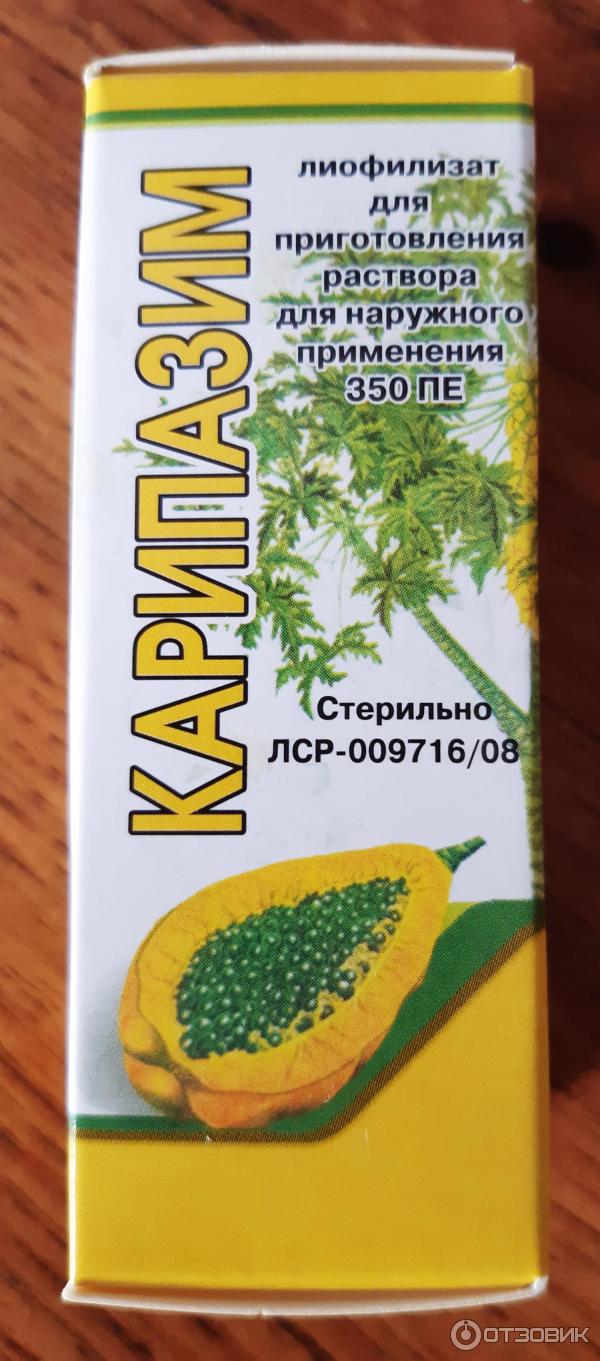 КАРИПАЗИМ
лиофилизат
для
приготовления
раствора
для наружного
применения
350 ПЕ
Стерильно
ЛСР-009716/08
ОТЗОВИК